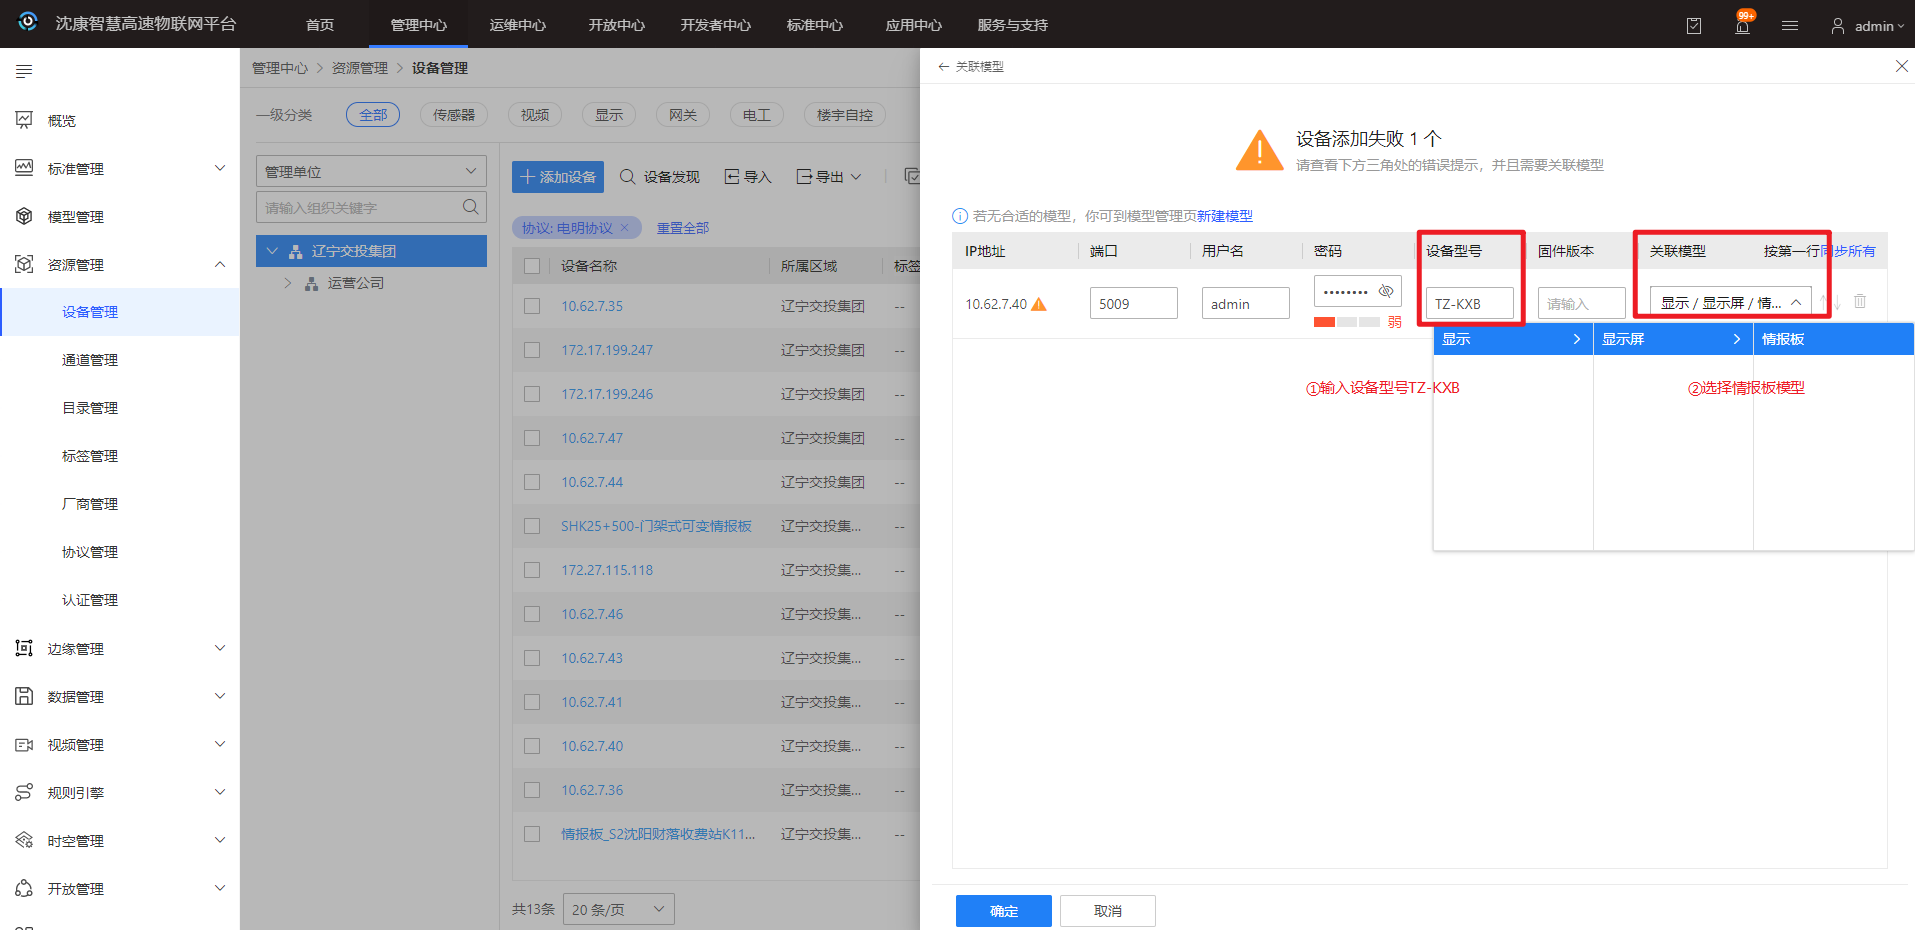 沈康智慧高速物联网平台
首页
管理中心
运维中心
开放中心
开发者中心
标准中心
应用中心
服务与支持
99+
admin
概览
标准管理
模型管理
资源管理
设备管理
通道管理
目录管理
标签管理
厂商管理
协议管理
认证管理
边缘管理
数据管理
视频管理
规则引擎
时空管理
开放管理
管理中心 > 资源管理 > 设备管理
一级分类
全部
传感器
视频
显示
网关
电工
楼宇自控
管理单位
请输入组织关键字
辽宁交投集团
运营公司
添加设备
设备发现
导入
导出
协议: 电明协议 ×
重置全部
设备名称 所属区域 标签
10.62.7.35 辽宁交投集团
172.17.199.247 辽宁交投集团 --
172.17.199.246 辽宁交投集团 --
10.62.7.47 辽宁交投集团 --
10.62.7.44 辽宁交投集团 --
SHK25+500-门架式可变情报板 辽宁交投集... --
172.27.115.118 辽宁交投集... --
10.62.7.46 辽宁交投集... --
10.62.7.43 辽宁交投集... --
10.62.7.41 辽宁交投集... --
10.62.7.40 辽宁交投集... --
10.62.7.36 辽宁交投集... --
情报板_S2沈阳财落收费站K11... 辽宁交投集... --
共13条
20 条/页
关联模型
设备添加失败 1 个
请查看下方三角处的错误提示，并且需要关联模型
若无合适的模型，你可到模型管理页新建模型
IP地址 端口 用户名 密码 设备型号 固件版本 关联模型 按第一行同步所有
10.62.7.40 5009 admin •••••••• TZ-KXB 请输入 显示 / 显示屏 / 情...
弱
显示 显示屏 情报板
①输入设备型号TZ-KXB
②选择情报板模型
确定
取消